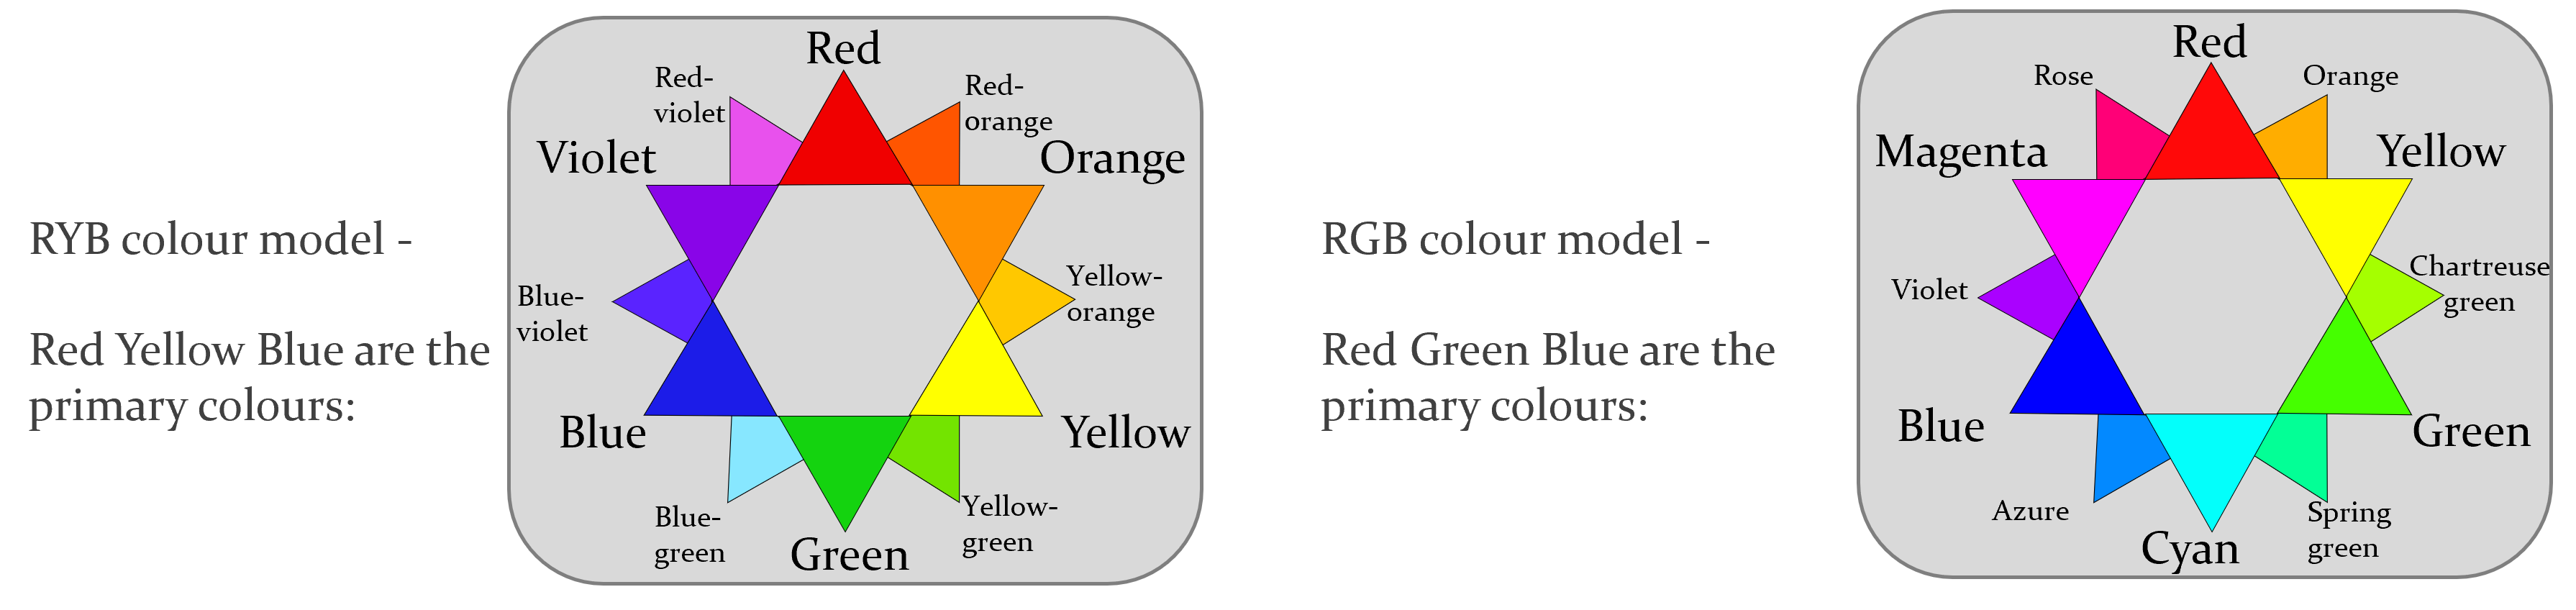 RYB colour model -
Red Yellow Blue are the
primary colours:
Red
Red-
violet
Red-
orange
Violet
Orange
Blue-
violet
Yellow-
orange
Blue
Yellow
Blue-
green
Yellow-
green
Green
RGB colour model -
Red Green Blue are the
primary colours:
Red
Rose
Orange
Magenta
Yellow
Violet
Chartreuse
green
Blue
Green
Azure
Spring
green
Cyan